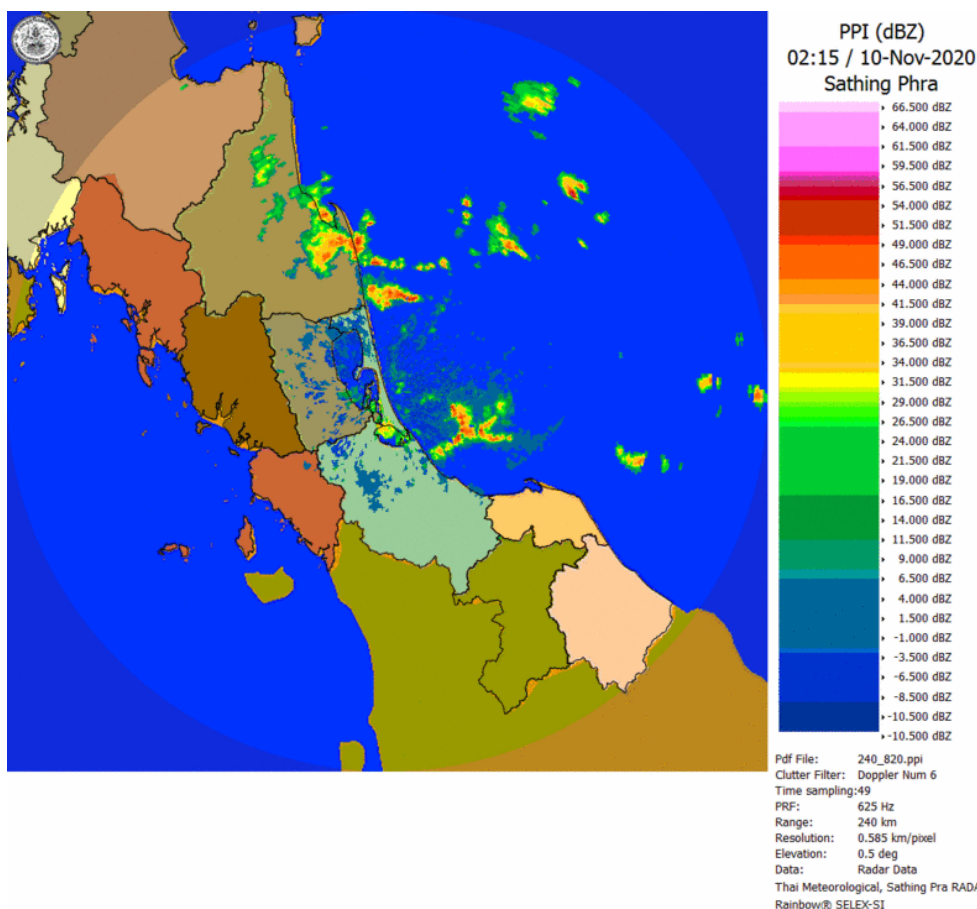 PPI (dBZ)
02:15 / 10-Nov-2020
Sathing Phra
66.500 dBZ
64.000 dBZ
61.500 dBZ
59.500 dBZ
56.500 dBZ
54.000 dBZ
51.500 dBZ
49.000 dBZ
46.500 dBZ
44.000 dBZ
41.500 dBZ
39.000 dBZ
36.500 dBZ
34.000 dBZ
31.500 dBZ
29.000 dBZ
26.500 dBZ
24.000 dBZ
21.500 dBZ
19.000 dBZ
16.500 dBZ
14.000 dBZ
11.500 dBZ
9.000 dBZ
6.500 dBZ
4.000 dBZ
1.500 dBZ
-1.000 dBZ
-3.500 dBZ
-6.500 dBZ
-8.500 dBZ
-10.500 dBZ
-10.500 dBZ
Pdf File: 240_820.ppi
Clutter Filter: Doppler Num 6
Time sampling:49
PRF: 625 Hz
Range: 240 km
Resolution: 0.585 km/pixel
Elevation: 0.5 deg
Data: Radar Data
Thai Meteorological, Sathing Pra RADA
Rainbow® SELEX-SI